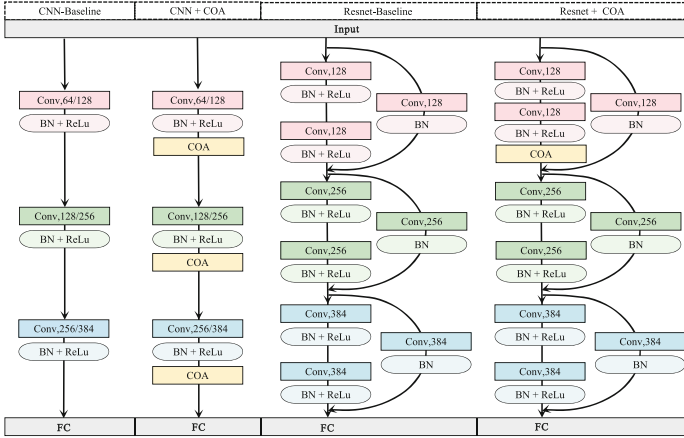 CNN-Baseline
CNN + COA
Resnet-Baseline
Resnet + COA
Input
Conv,64/128
BN + ReLu
Conv,128/256
BN + ReLu
Conv,256/384
BN + ReLu
FC
Conv,64/128
BN + ReLu
COA
Conv,128/256
BN + ReLu
COA
Conv,256/384
BN + ReLu
COA
FC
Conv,128
BN + ReLu
Conv,128
BN + ReLu
Conv,128
BN
Conv,256
BN + ReLu
Conv,256
BN + ReLu
Conv,256
BN
Conv,384
BN + ReLu
Conv,384
BN + ReLu
Conv,384
BN
FC
Conv,128
BN + ReLu
Conv,128
BN + ReLu
COA
Conv,128
BN
Conv,256
BN + ReLu
Conv,256
BN + ReLu
Conv,256
BN
Conv,384
BN + ReLu
Conv,384
BN + ReLu
Conv,384
BN
FC